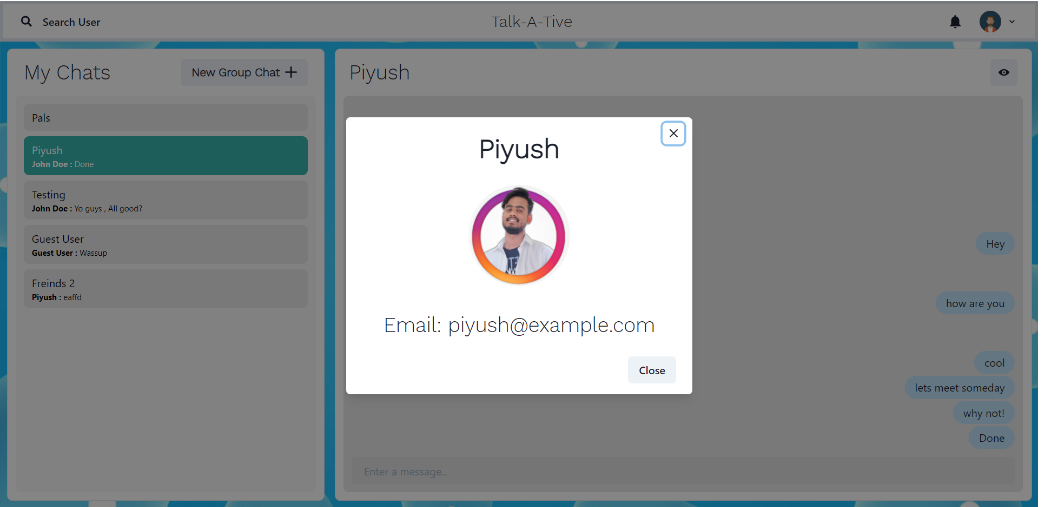 Search User
Talk-A-Tive
My Chats
New Group Chat
Pals
Piyush
John Doe : Done
Testing
John Doe : Yo guys , All good?
Guest User
Guest User : Wassup
Freinds 2
Piyush : eaffd
Piyush
Hey
how are you
cool
lets meet someday
why not!
Done
Enter a message..
Piyush
Email: piyush@example.com
Close